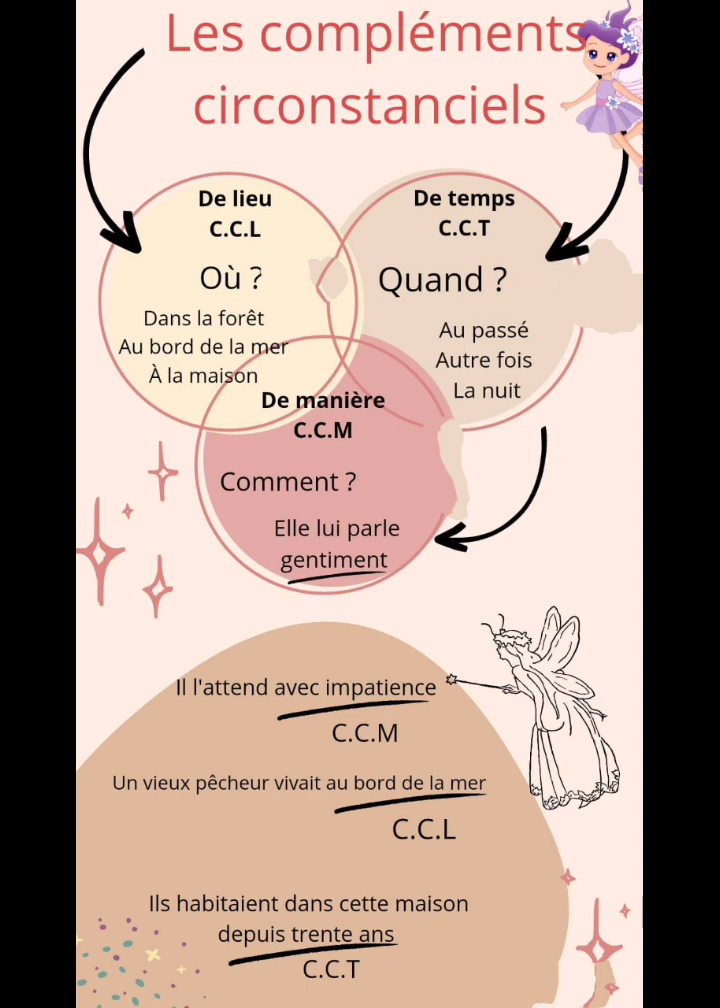 Les compléments
circonstanciels
De lieu
C.C.L
Où ?
Dans la forêt
Au bord de la mer
À la maison
De temps
C.C.T
Quand ?
Au passé
Autre fois
La nuit
De manière
C.C.M
Comment ?
Elle lui parle
gentiment
Il l'attend avec impatience
C.C.M
Un vieux pêcheur vivait au bord de la mer
C.C.L
Ils habitaient dans cette maison
depuis trente ans
C.C.T